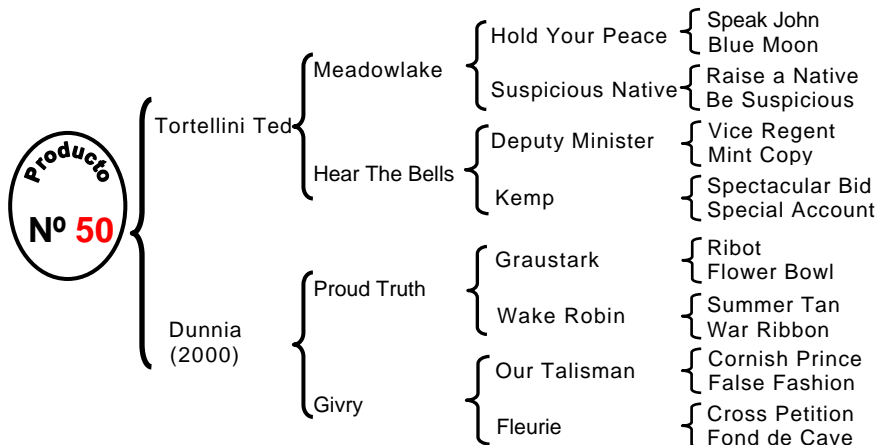 Producto
Nº 50
Tortellini Ted
Dunnia
(2000)
Meadowlake
Hear The Bells
Proud Truth
Givry
Hold Your Peace
Suspicious Native
Deputy Minister
Kemp
Graustark
Wake Robin
Our Talisman
Fleurie
Speak John
Blue Moon
Raise a Native
Be Suspicious
Vice Regent
Mint Copy
Spectacular Bid
Special Account
Ribot
Flower Bowl
Summer Tan
War Ribbon
Cornish Prince
False Fashion
Cross Petition
Fond de Cave